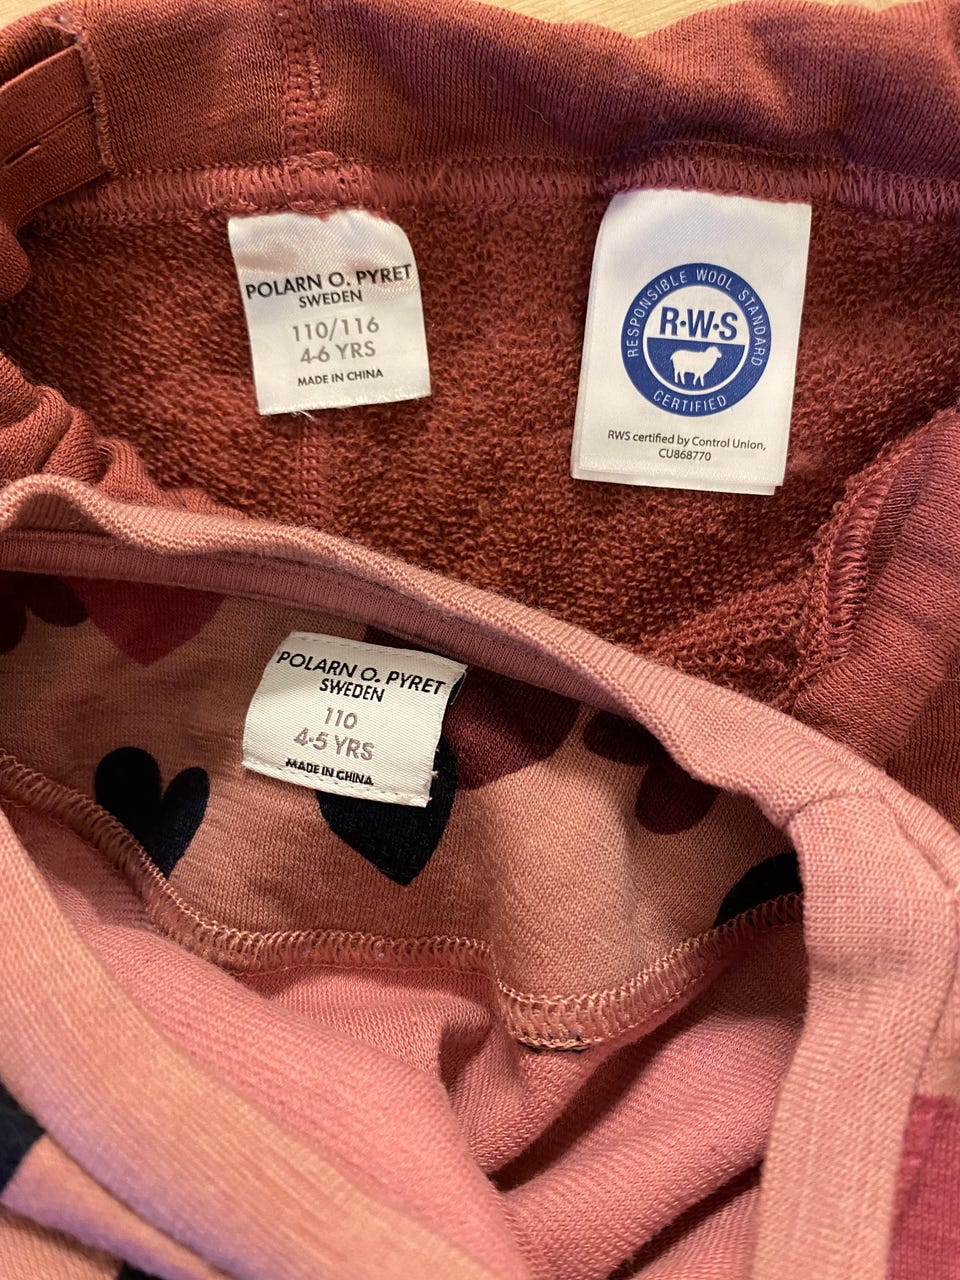 POLARN O. PYRET
SWEDEN
110/116
4-6 YRS
MADE IN CHINA
RESPONSIBLE WOOL STANDARD
R·W·S
CERTIFIED
RWS certified by Control Union,
CU868770
POLARN O. PYRET
SWEDEN
110
4-5 YRS
MADE IN CHINA